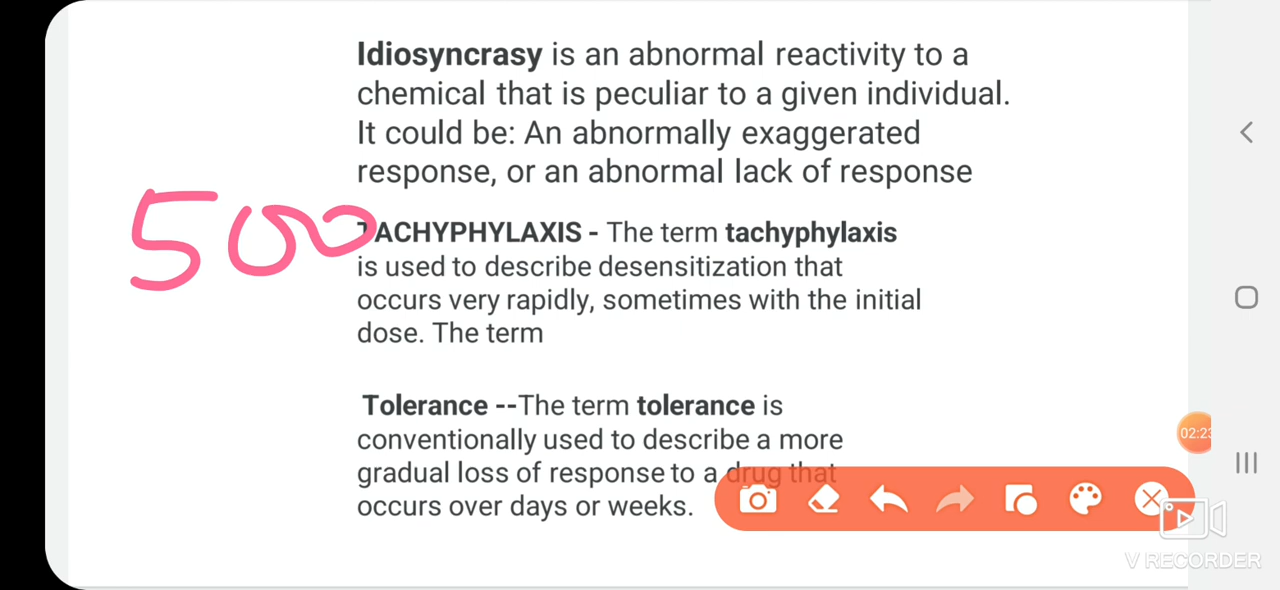 Idiosyncrasy is an abnormal reactivity to a
chemical that is peculiar to a given individual.
It could be: An abnormally exaggerated
response, or an abnormal lack of response
500
TACHYPHYLAXIS - The term tachyphylaxis
is used to describe desensitization that
occurs very rapidly, sometimes with the initial
dose. The term
Tolerance --The term tolerance is
conventionally used to describe a more
gradual loss of response to a drug that
occurs over days or weeks.
02:23
V RECORDER